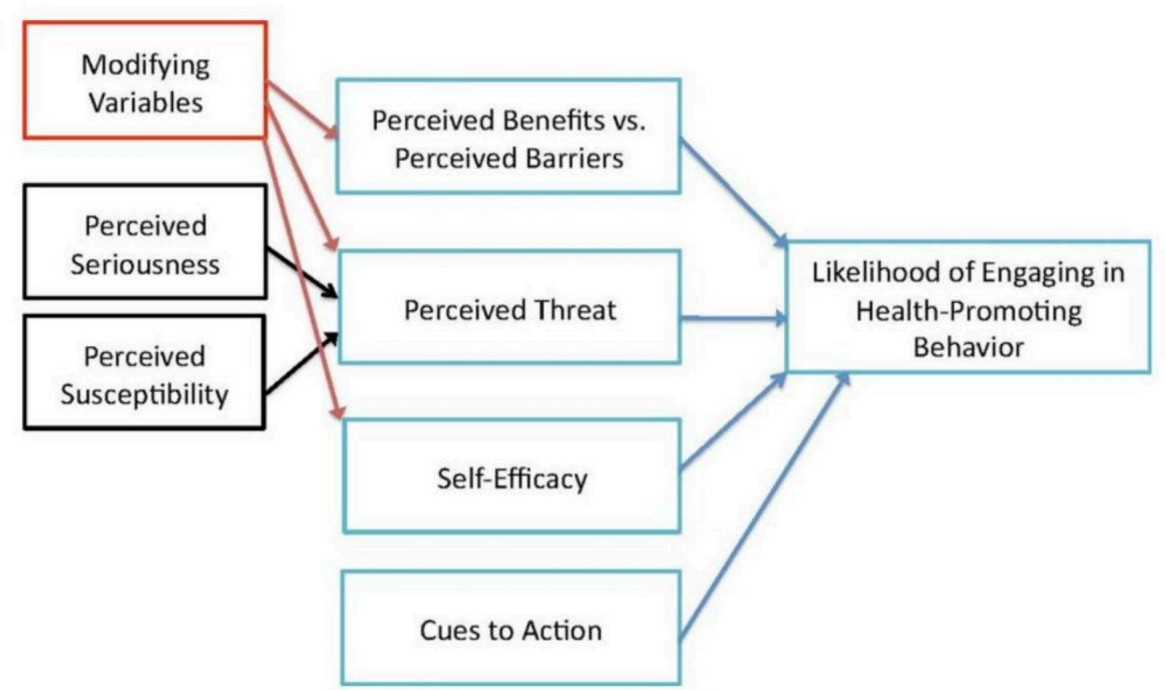 Modifying
Variables
Perceived Benefits vs.
Perceived Barriers
Perceived
Seriousness
Perceived Threat
Likelihood of Engaging in
Health-Promoting
Behavior
Perceived
Susceptibility
Self-Efficacy
Cues to Action